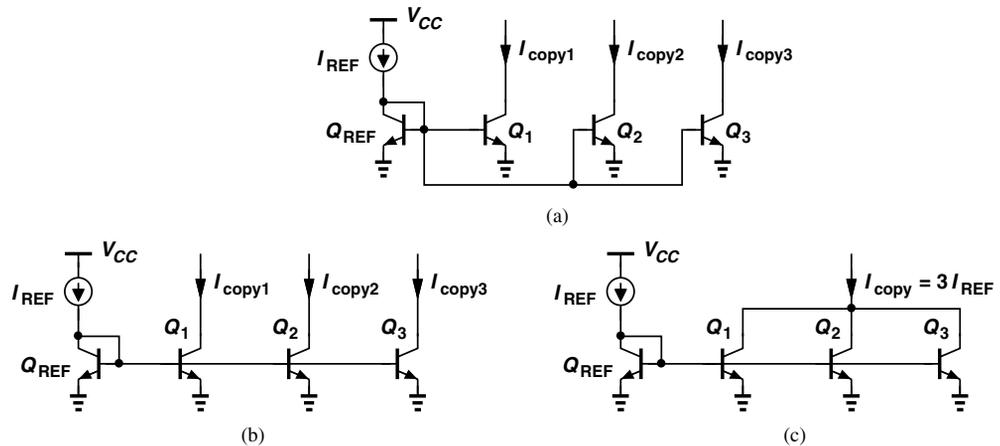 V_CC
I_REF
I_copy1
I_copy2
I_copy3
Q_REF
Q_1
Q_2
Q_3
(a)
V_CC
I_REF
I_copy1
I_copy2
I_copy3
Q_1
Q_2
Q_3
Q_REF
(b)
V_CC
I_REF
I_copy = 3 I_REF
Q_1
Q_2
Q_3
Q_REF
(c)